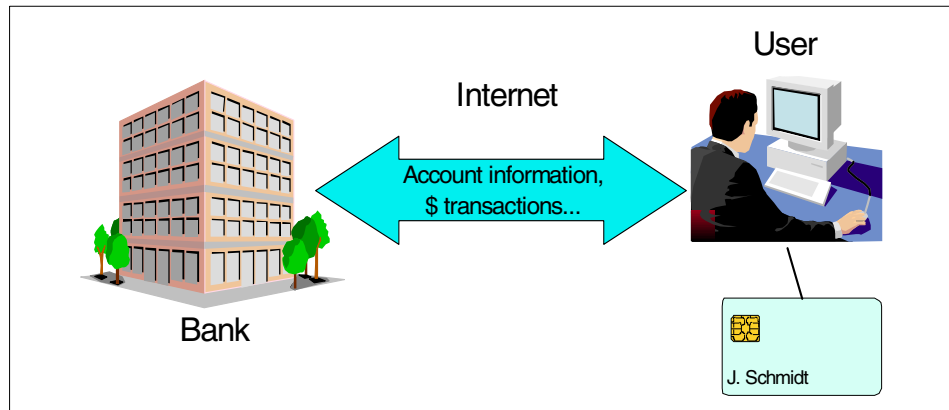 User
Internet
Account information,
$ transactions...
Bank
J. Schmidt